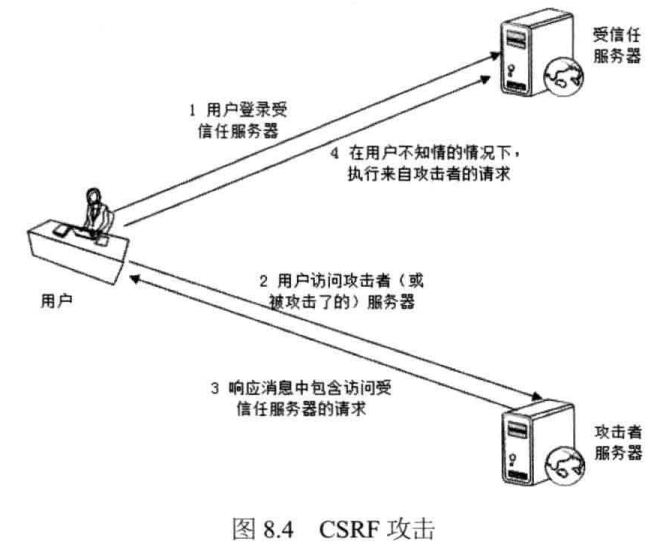 受信任
服务器
1 用户登录受
信任服务器
4 在用户不知情的情况下，
执行来自攻击者的请求
用户
2 用户访问攻击者（或
被攻击了的）服务器
3 响应消息中包含访问受
信任服务器的请求
攻击者
服务器
图 8.4 CSRF 攻击